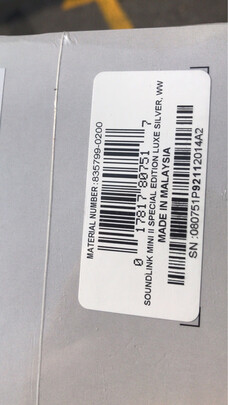 MATERIAL NUMBER:835799-0200
0 17817 80751 7
SOUNDLINK MINI II SPECIAL EDITION LUXE SILVER, WW
MADE IN MALAYSIA
SN :080751P92112014A2